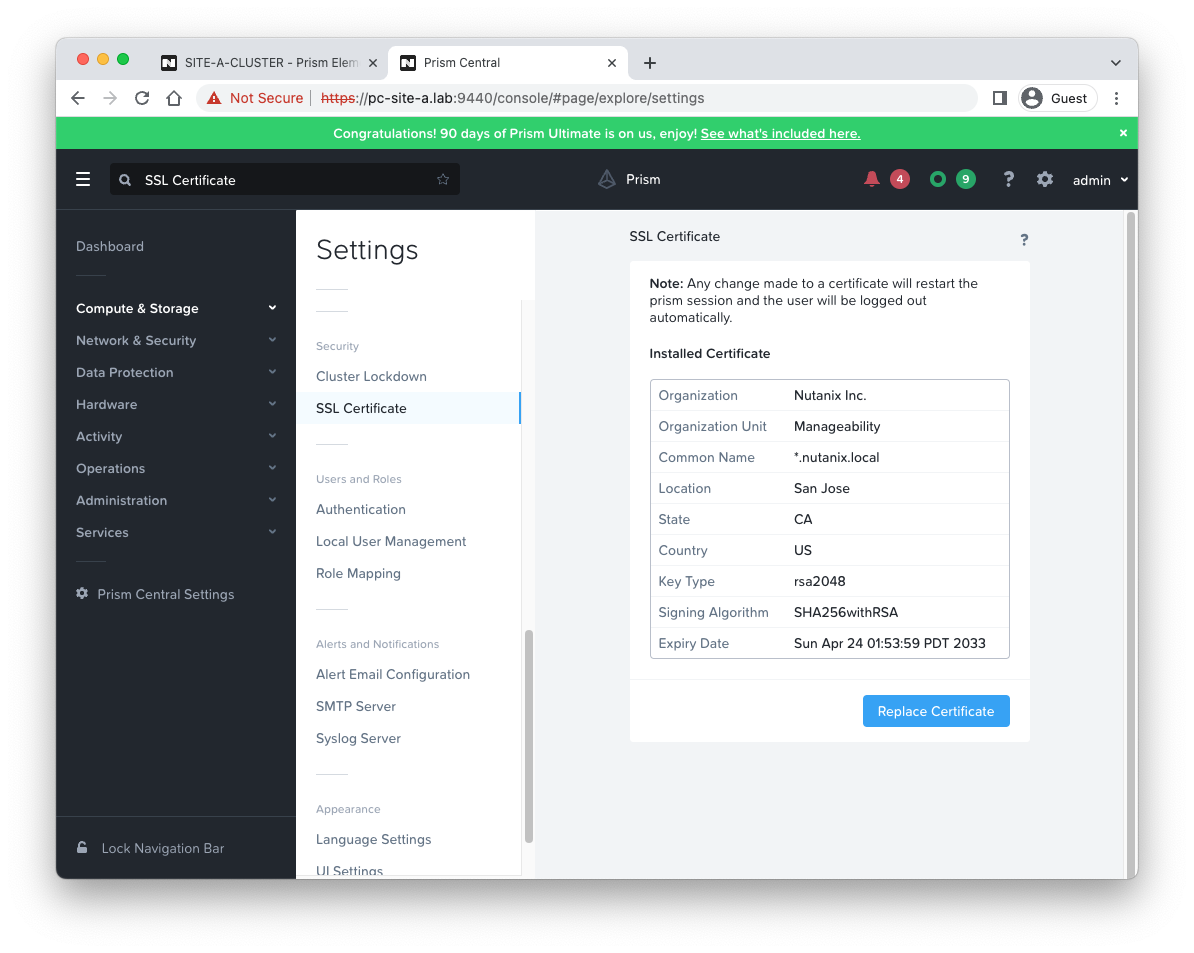 SITE-A-CLUSTER - Prism Elem
Prism Central
Not Secure
https://pc-site-a.lab:9440/console/#page/explore/settings
Guest
Congratulations! 90 days of Prism Ultimate is on us, enjoy! See what's included here.
SSL Certificate
Prism
4
9
?
admin
Dashboard
Compute & Storage
Network & Security
Data Protection
Hardware
Activity
Operations
Administration
Services
Prism Central Settings
Lock Navigation Bar
Settings
Security
Cluster Lockdown
SSL Certificate
Users and Roles
Authentication
Local User Management
Role Mapping
Alerts and Notifications
Alert Email Configuration
SMTP Server
Syslog Server
Appearance
Language Settings
UI Settings
SSL Certificate
?
Note: Any change made to a certificate will restart the
prism session and the user will be logged out
automatically.
Installed Certificate
Organization Nutanix Inc.
Organization Unit Manageability
Common Name *.nutanix.local
Location San Jose
State CA
Country US
Key Type rsa2048
Signing Algorithm SHA256withRSA
Expiry Date Sun Apr 24 01:53:59 PDT 2033
Replace Certificate